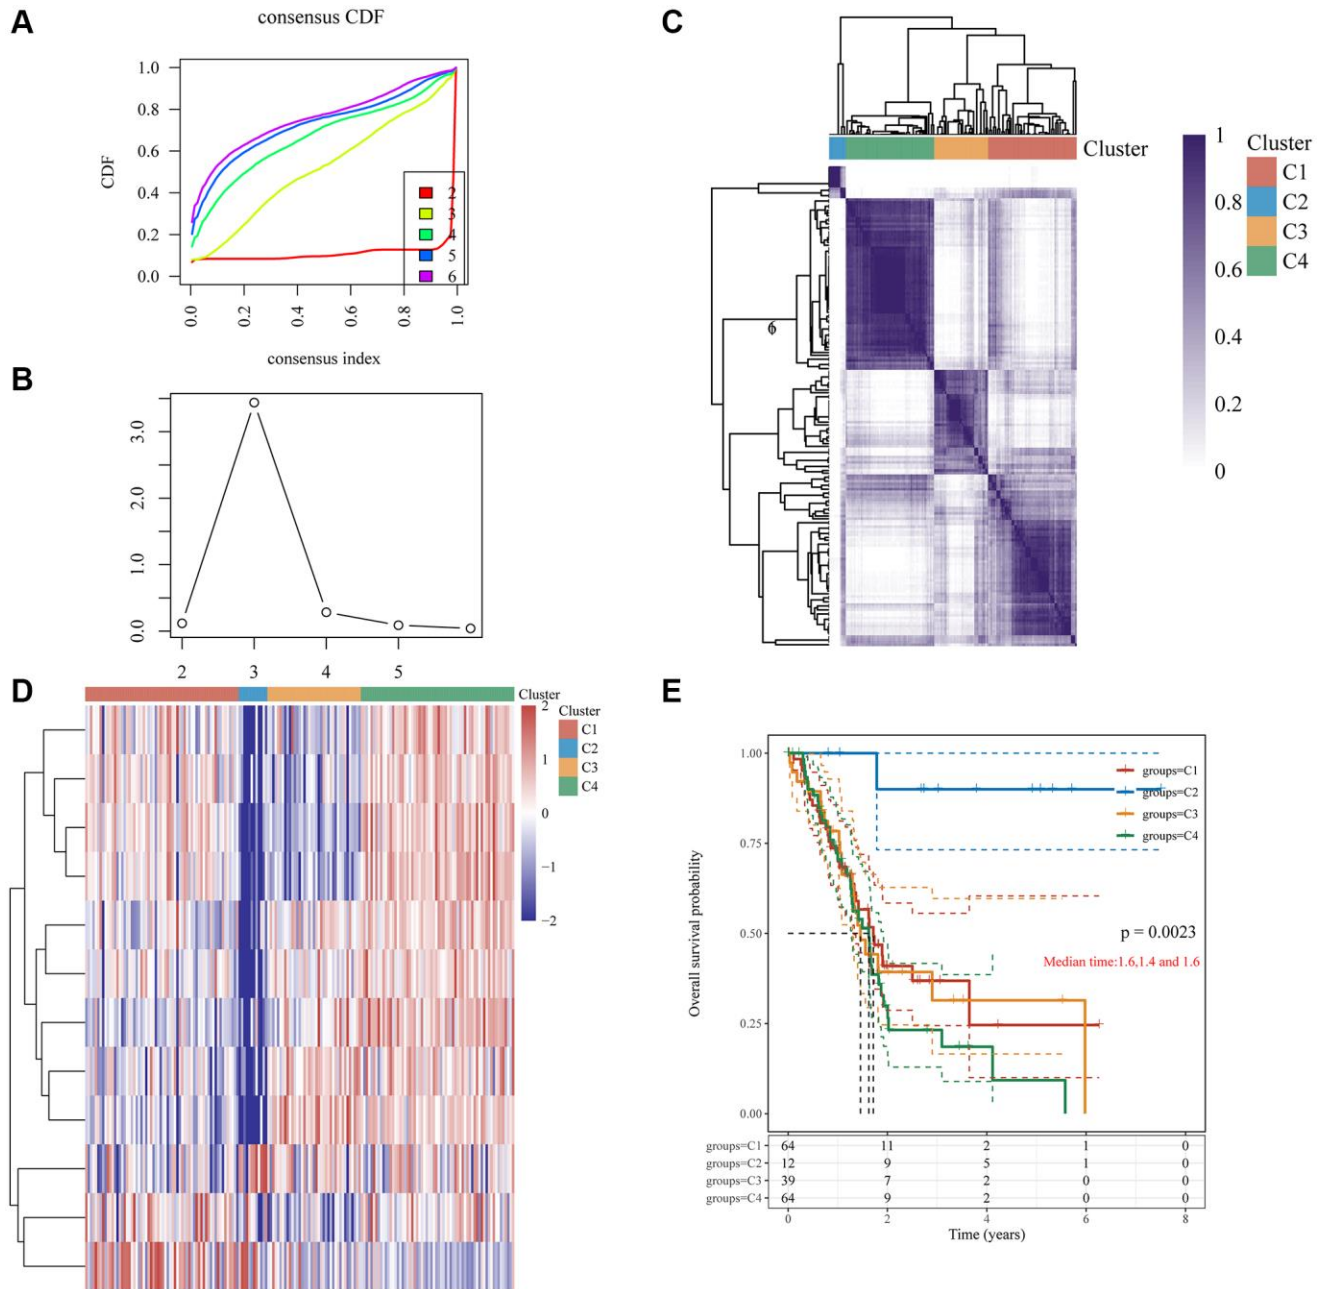 A
consensus CDF
1.0
0.8
0.6
0.4
0.2
0.0
CDF
2
3
4
5
6
0.0
0.2
0.4
0.6
0.8
1.0
consensus index
B
3.0
2.0
1.0
0.0
2
3
4
5
6
C
Cluster
1
0.8
0.6
0.4
0.2
0
Cluster
C1
C2
C3
C4
D
Cluster
2
1
0
−1
−2
Cluster
C1
C2
C3
C4
E
Overall survival probability
1.00
0.75
0.50
0.25
0.00
groups=C1
groups=C2
groups=C3
groups=C4
p = 0.0023
Median time:1.6,1.4 and 1.6
groups=C1 64 11 2 1 0
groups=C2 12 9 5 1 0
groups=C3 39 7 2 0 0
groups=C4 64 9 2 0 0
0 2 4 6 8
Time (years)